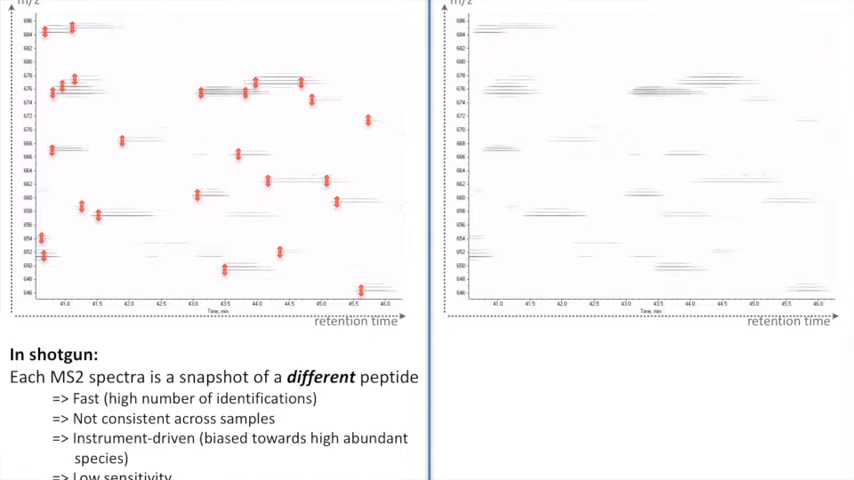 m/z
686
684
682
680
678
676
674
672
670
668
666
664
662
660
658
656
654
652
650
648
646
41.0 41.5 42.0 42.5 43.0 43.5 44.0 44.5 45.0 45.5 46.0
Time, min
retention time
In shotgun:
Each MS2 spectra is a snapshot of a different peptide
=> Fast (high number of identifications)
=> Not consistent across samples
=> Instrument-driven (biased towards high abundant
species)
=> Low sensitivity
m/z
686
684
682
680
678
676
674
672
670
668
666
664
662
660
658
656
654
652
650
648
646
41.0 41.5 42.0 42.5 43.0 43.5 44.0 44.5 45.0 45.5 46.0
Time, min
retention time